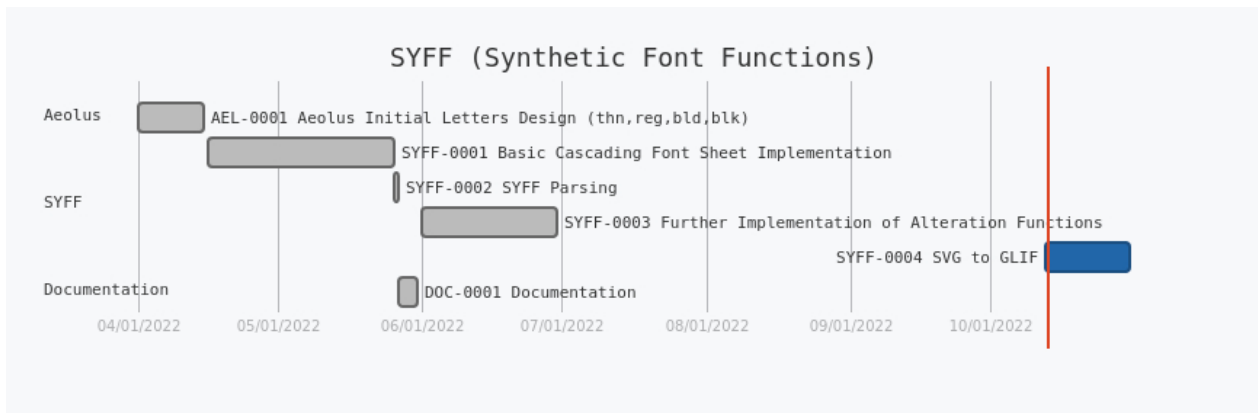 SYFF (Synthetic Font Functions)
Aeolus
AEL-0001 Aeolus Initial Letters Design (thn,reg,bld,blk)
SYFF-0001 Basic Cascading Font Sheet Implementation
SYFF
SYFF-0002 SYFF Parsing
SYFF-0003 Further Implementation of Alteration Functions
SYFF-0004 SVG to GLIF
Documentation
DOC-0001 Documentation
04/01/2022 05/01/2022 06/01/2022 07/01/2022 08/01/2022 09/01/2022 10/01/2022